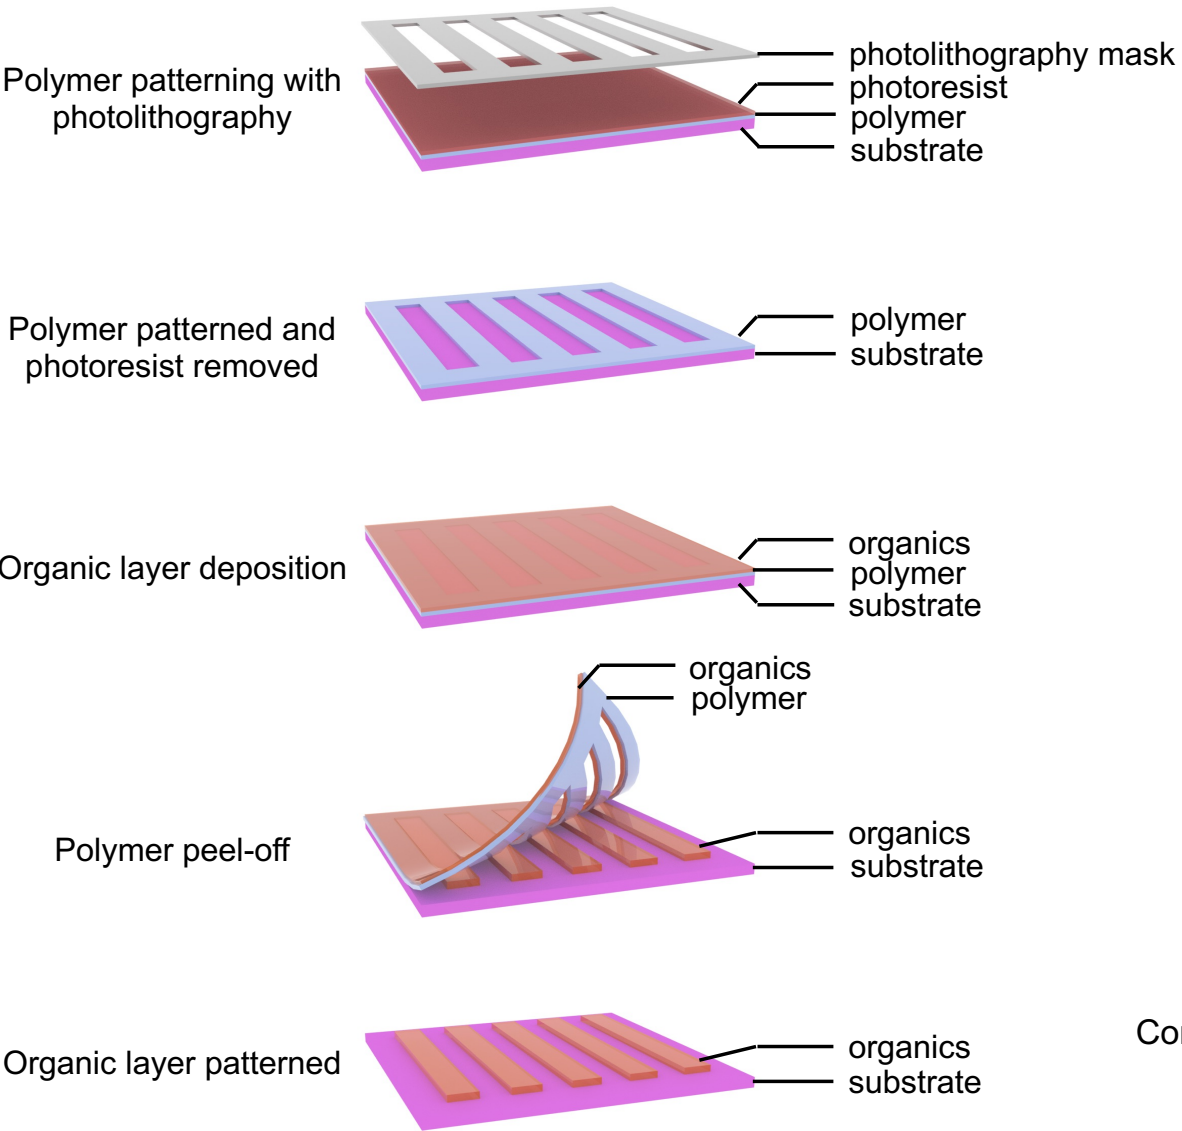 Polymer patterning with
photolithography
photolithography mask
photoresist
polymer
substrate
Polymer patterned and
photoresist removed
polymer
substrate
Organic layer deposition
organics
polymer
substrate
organics
polymer
Polymer peel-off
organics
substrate
Organic layer patterned
organics
substrate